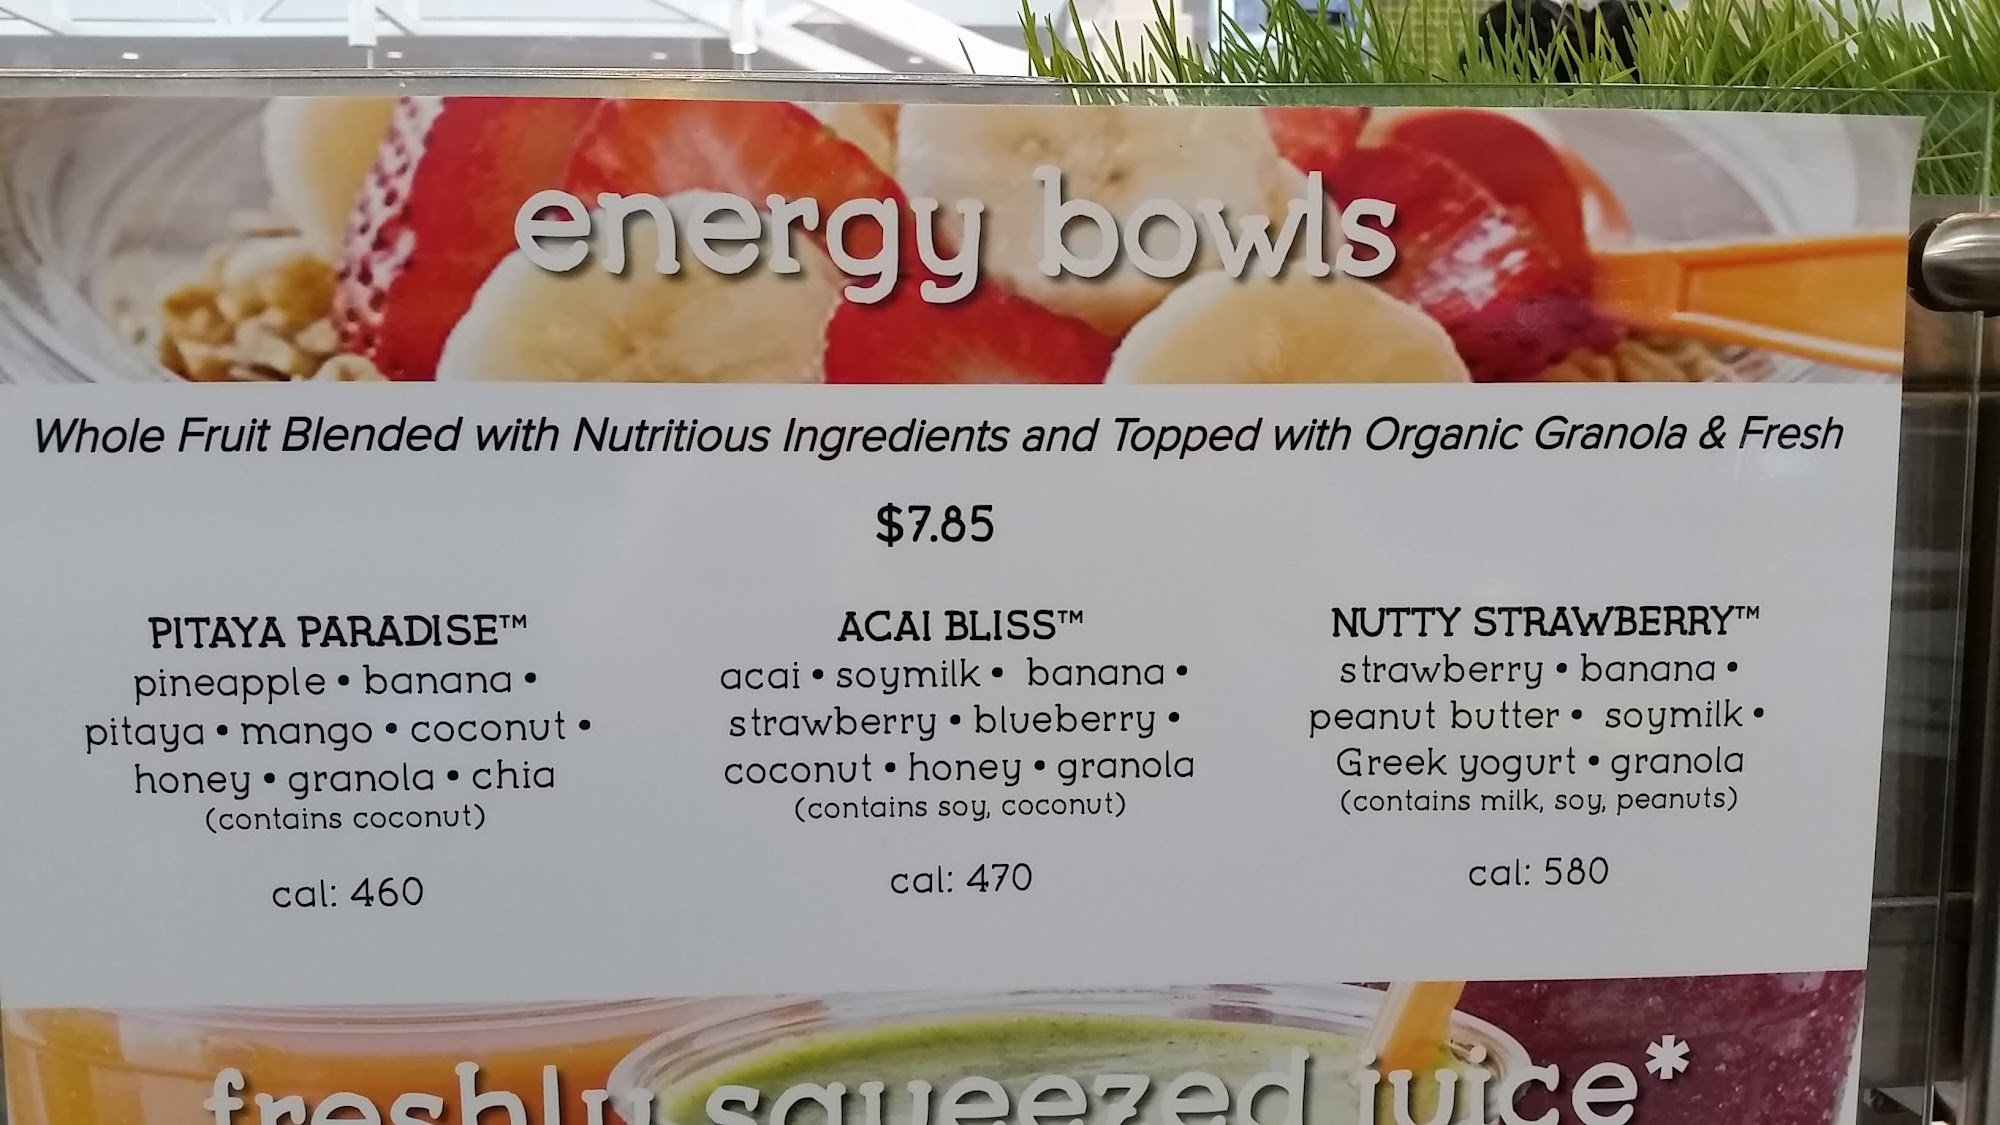 energy bowls
Whole Fruit Blended with Nutritious Ingredients and Topped with Organic Granola & Fresh
$7.85
PITAYA PARADISE™
pineapple • banana •
pitaya • mango • coconut •
honey • granola • chia
(contains coconut)
cal: 460
ACAI BLISS™
acai • soymilk • banana •
strawberry • blueberry •
coconut • honey • granola
(contains soy, coconut)
cal: 470
NUTTY STRAWBERRY™
strawberry • banana •
peanut butter • soymilk •
Greek yogurt • granola
(contains milk, soy, peanuts)
cal: 580
freshly squeezed juice*